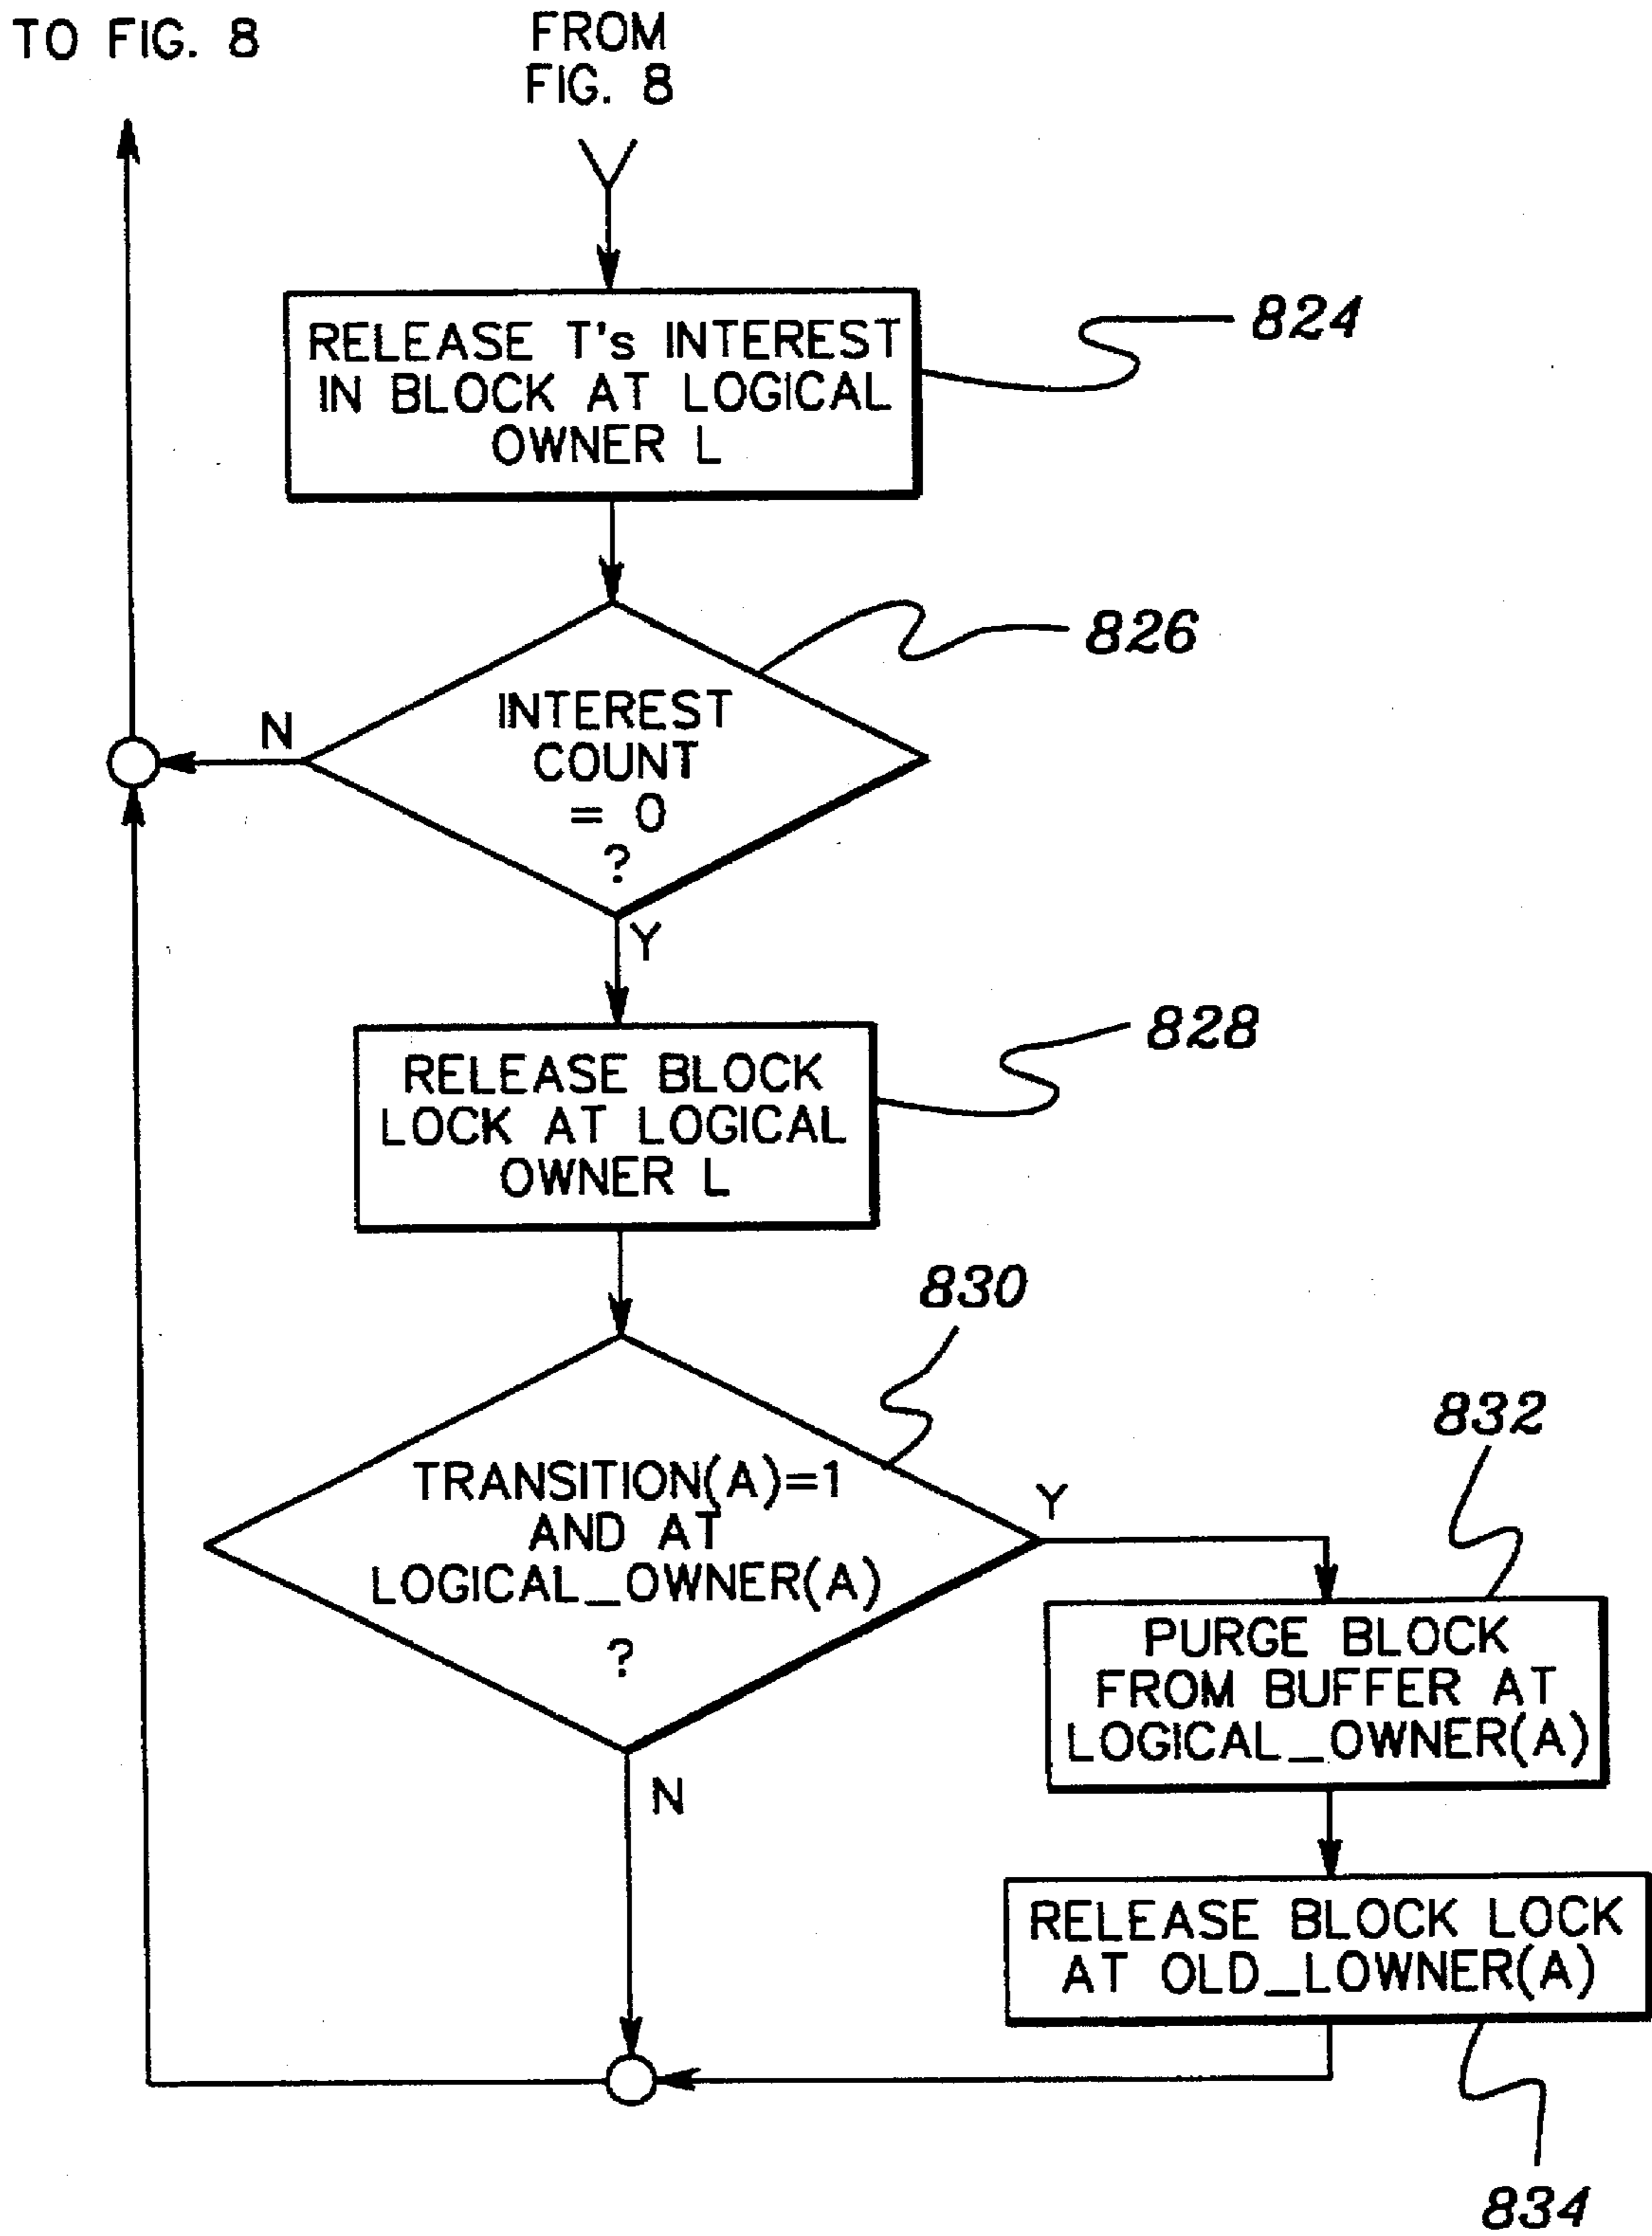 TO FIG. 8
FROM
FIG. 8
RELEASE T's INTEREST
IN BLOCK AT LOGICAL
OWNER L
824
INTEREST
COUNT
= 0
?
826
N
Y
RELEASE BLOCK
LOCK AT LOGICAL
OWNER L
828
TRANSITION(A)=1
AND AT
LOGICAL_OWNER(A)
?
830
Y
N
832
PURGE BLOCK
FROM BUFFER AT
LOGICAL_OWNER(A)
RELEASE BLOCK LOCK
AT OLD_LOWNER(A)
834